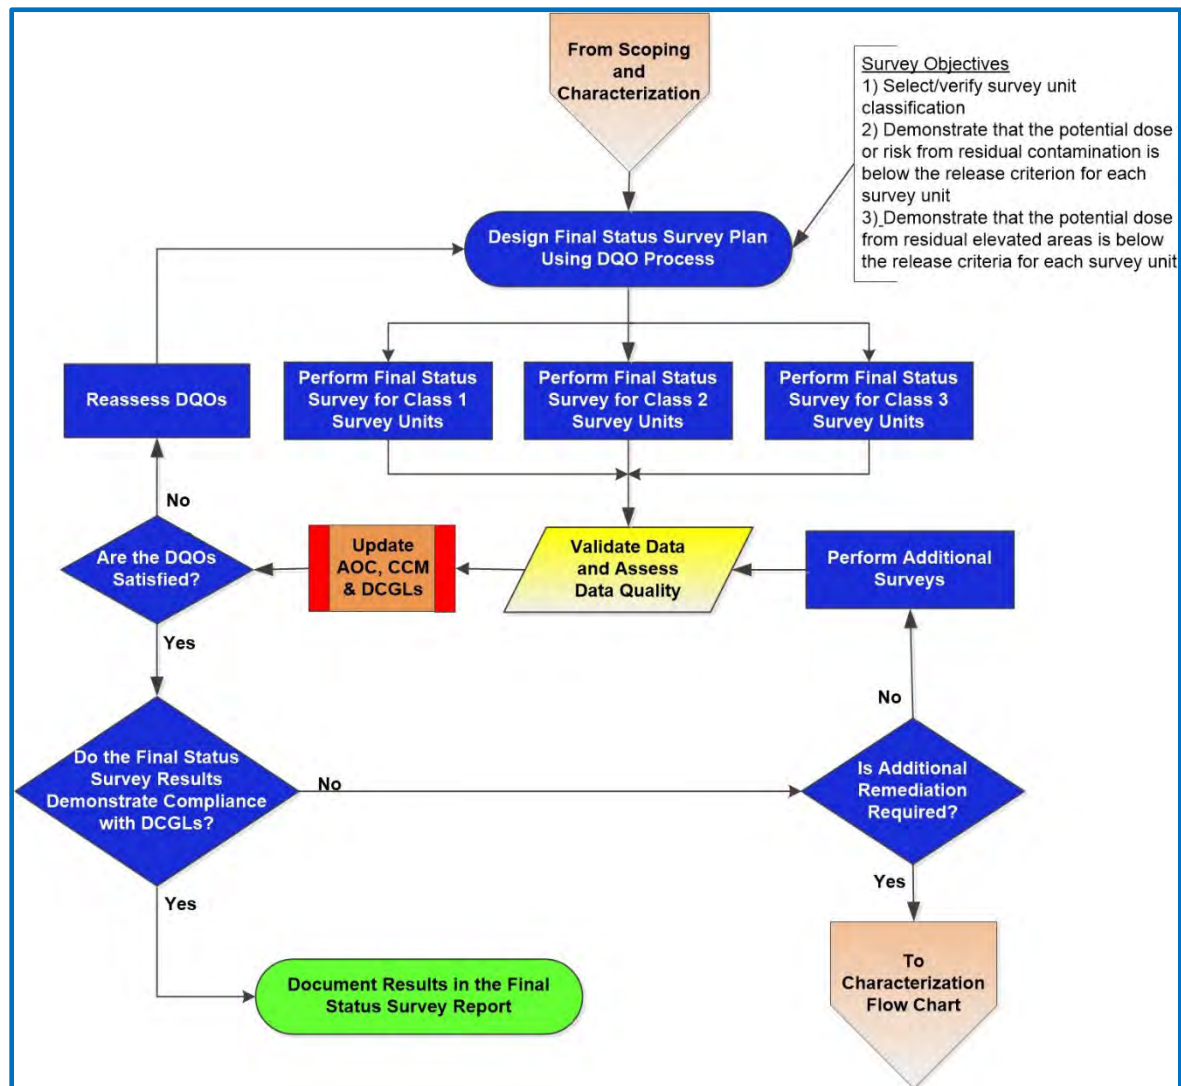 From Scoping
and
Characterization
Survey Objectives
1) Select/verify survey unit
classification
2) Demonstrate that the potential dose
or risk from residual contamination is
below the release criterion for each
survey unit
3) Demonstrate that the potential dose
from residual elevated areas is below
the release criteria for each survey unit
Design Final Status Survey Plan
Using DQO Process
Reassess DQOs
Perform Final Status
Survey for Class 1
Survey Units
Perform Final Status
Survey for Class 2
Survey Units
Perform Final Status
Survey for Class 3
Survey Units
No
Are the DQOs
Satisfied?
Update
AOC, CCM
& DCGLs
Validate Data
and Assess
Data Quality
Perform Additional
Surveys
Yes
No
Do the Final Status
Survey Results
Demonstrate Compliance
with DCGLs?
No
Is Additional
Remediation
Required?
Yes
Yes
Document Results in the Final
Status Survey Report
To
Characterization
Flow Chart